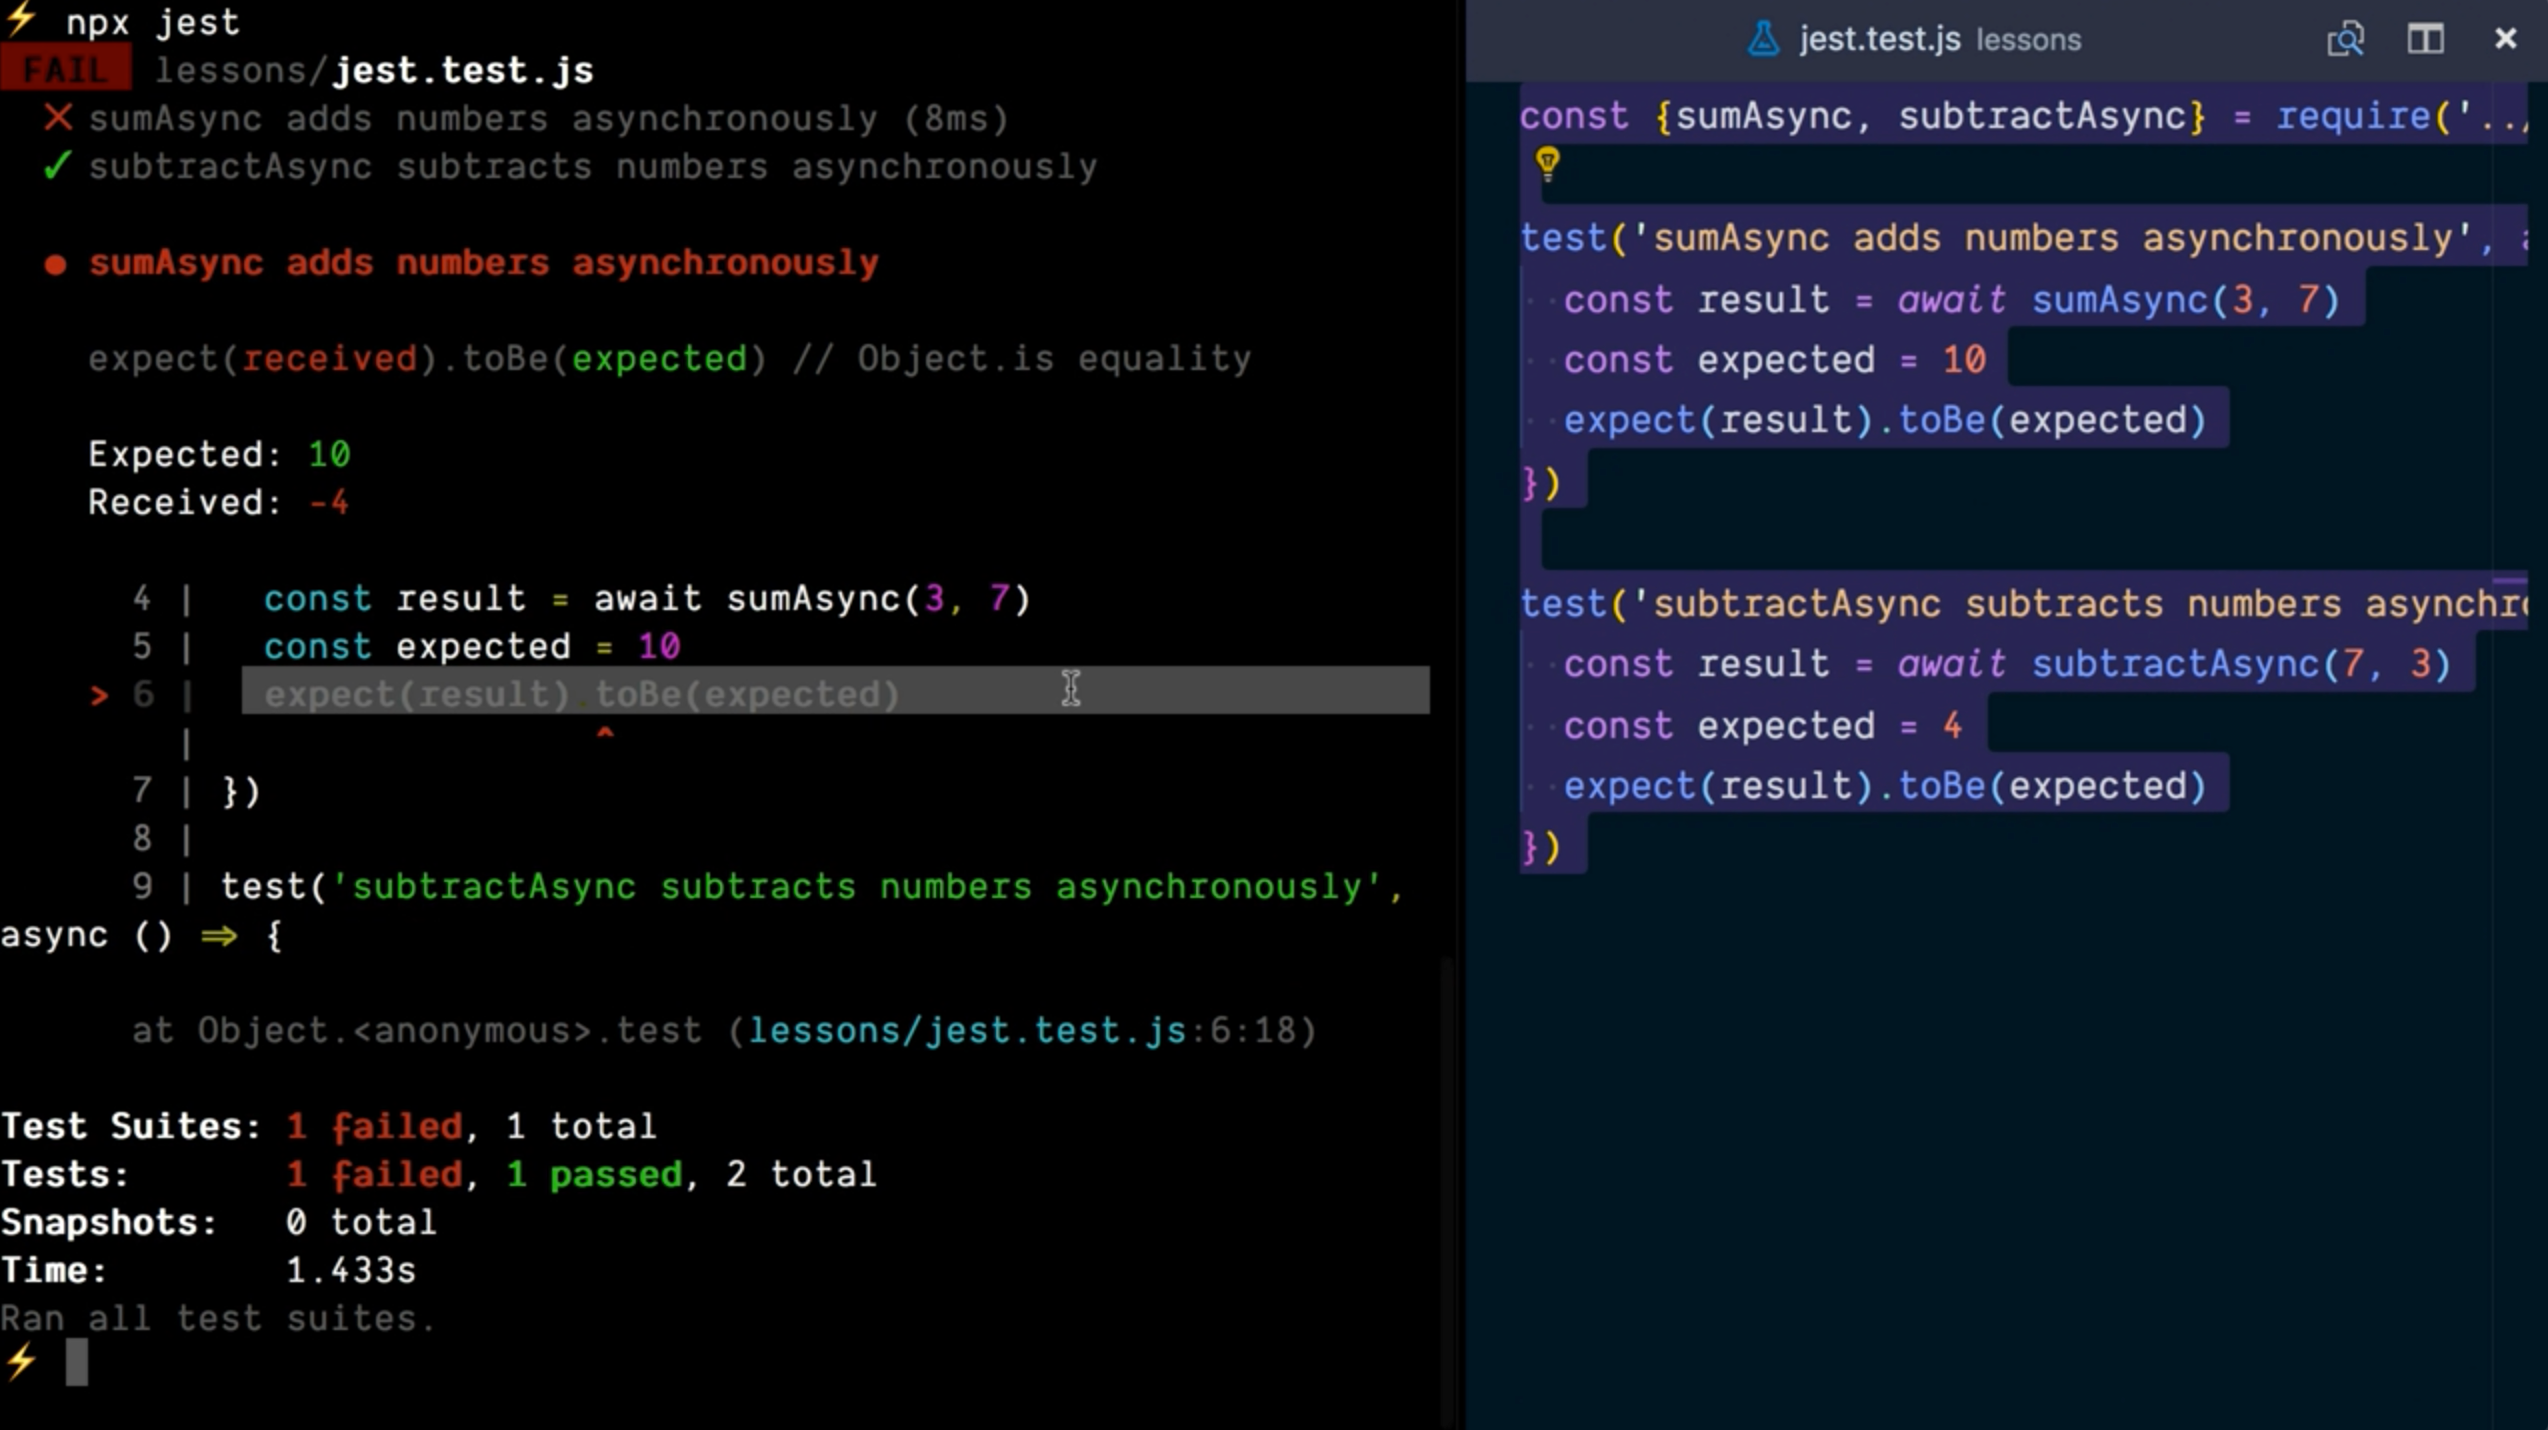 ⚡ npx jest
FAIL lessons/jest.test.js
✕ sumAsync adds numbers asynchronously (8ms)
✓ subtractAsync subtracts numbers asynchronously
● sumAsync adds numbers asynchronously
expect(received).toBe(expected) // Object.is equality
Expected: 10
Received: -4
4 | const result = await sumAsync(3, 7)
5 | const expected = 10
> 6 | expect(result).toBe(expected)
| ^
7 | })
8 |
9 | test('subtractAsync subtracts numbers asynchronously',
async () => {
at Object.<anonymous>.test (lessons/jest.test.js:6:18)
Test Suites: 1 failed, 1 total
Tests: 1 failed, 1 passed, 2 total
Snapshots: 0 total
Time: 1.433s
Ran all test suites.
⚡
jest.test.js lessons
const {sumAsync, subtractAsync} = require('..
test('sumAsync adds numbers asynchronously',
const result = await sumAsync(3, 7)
const expected = 10
expect(result).toBe(expected)
})
test('subtractAsync subtracts numbers asynchr
const result = await subtractAsync(7, 3)
const expected = 4
expect(result).toBe(expected)
})